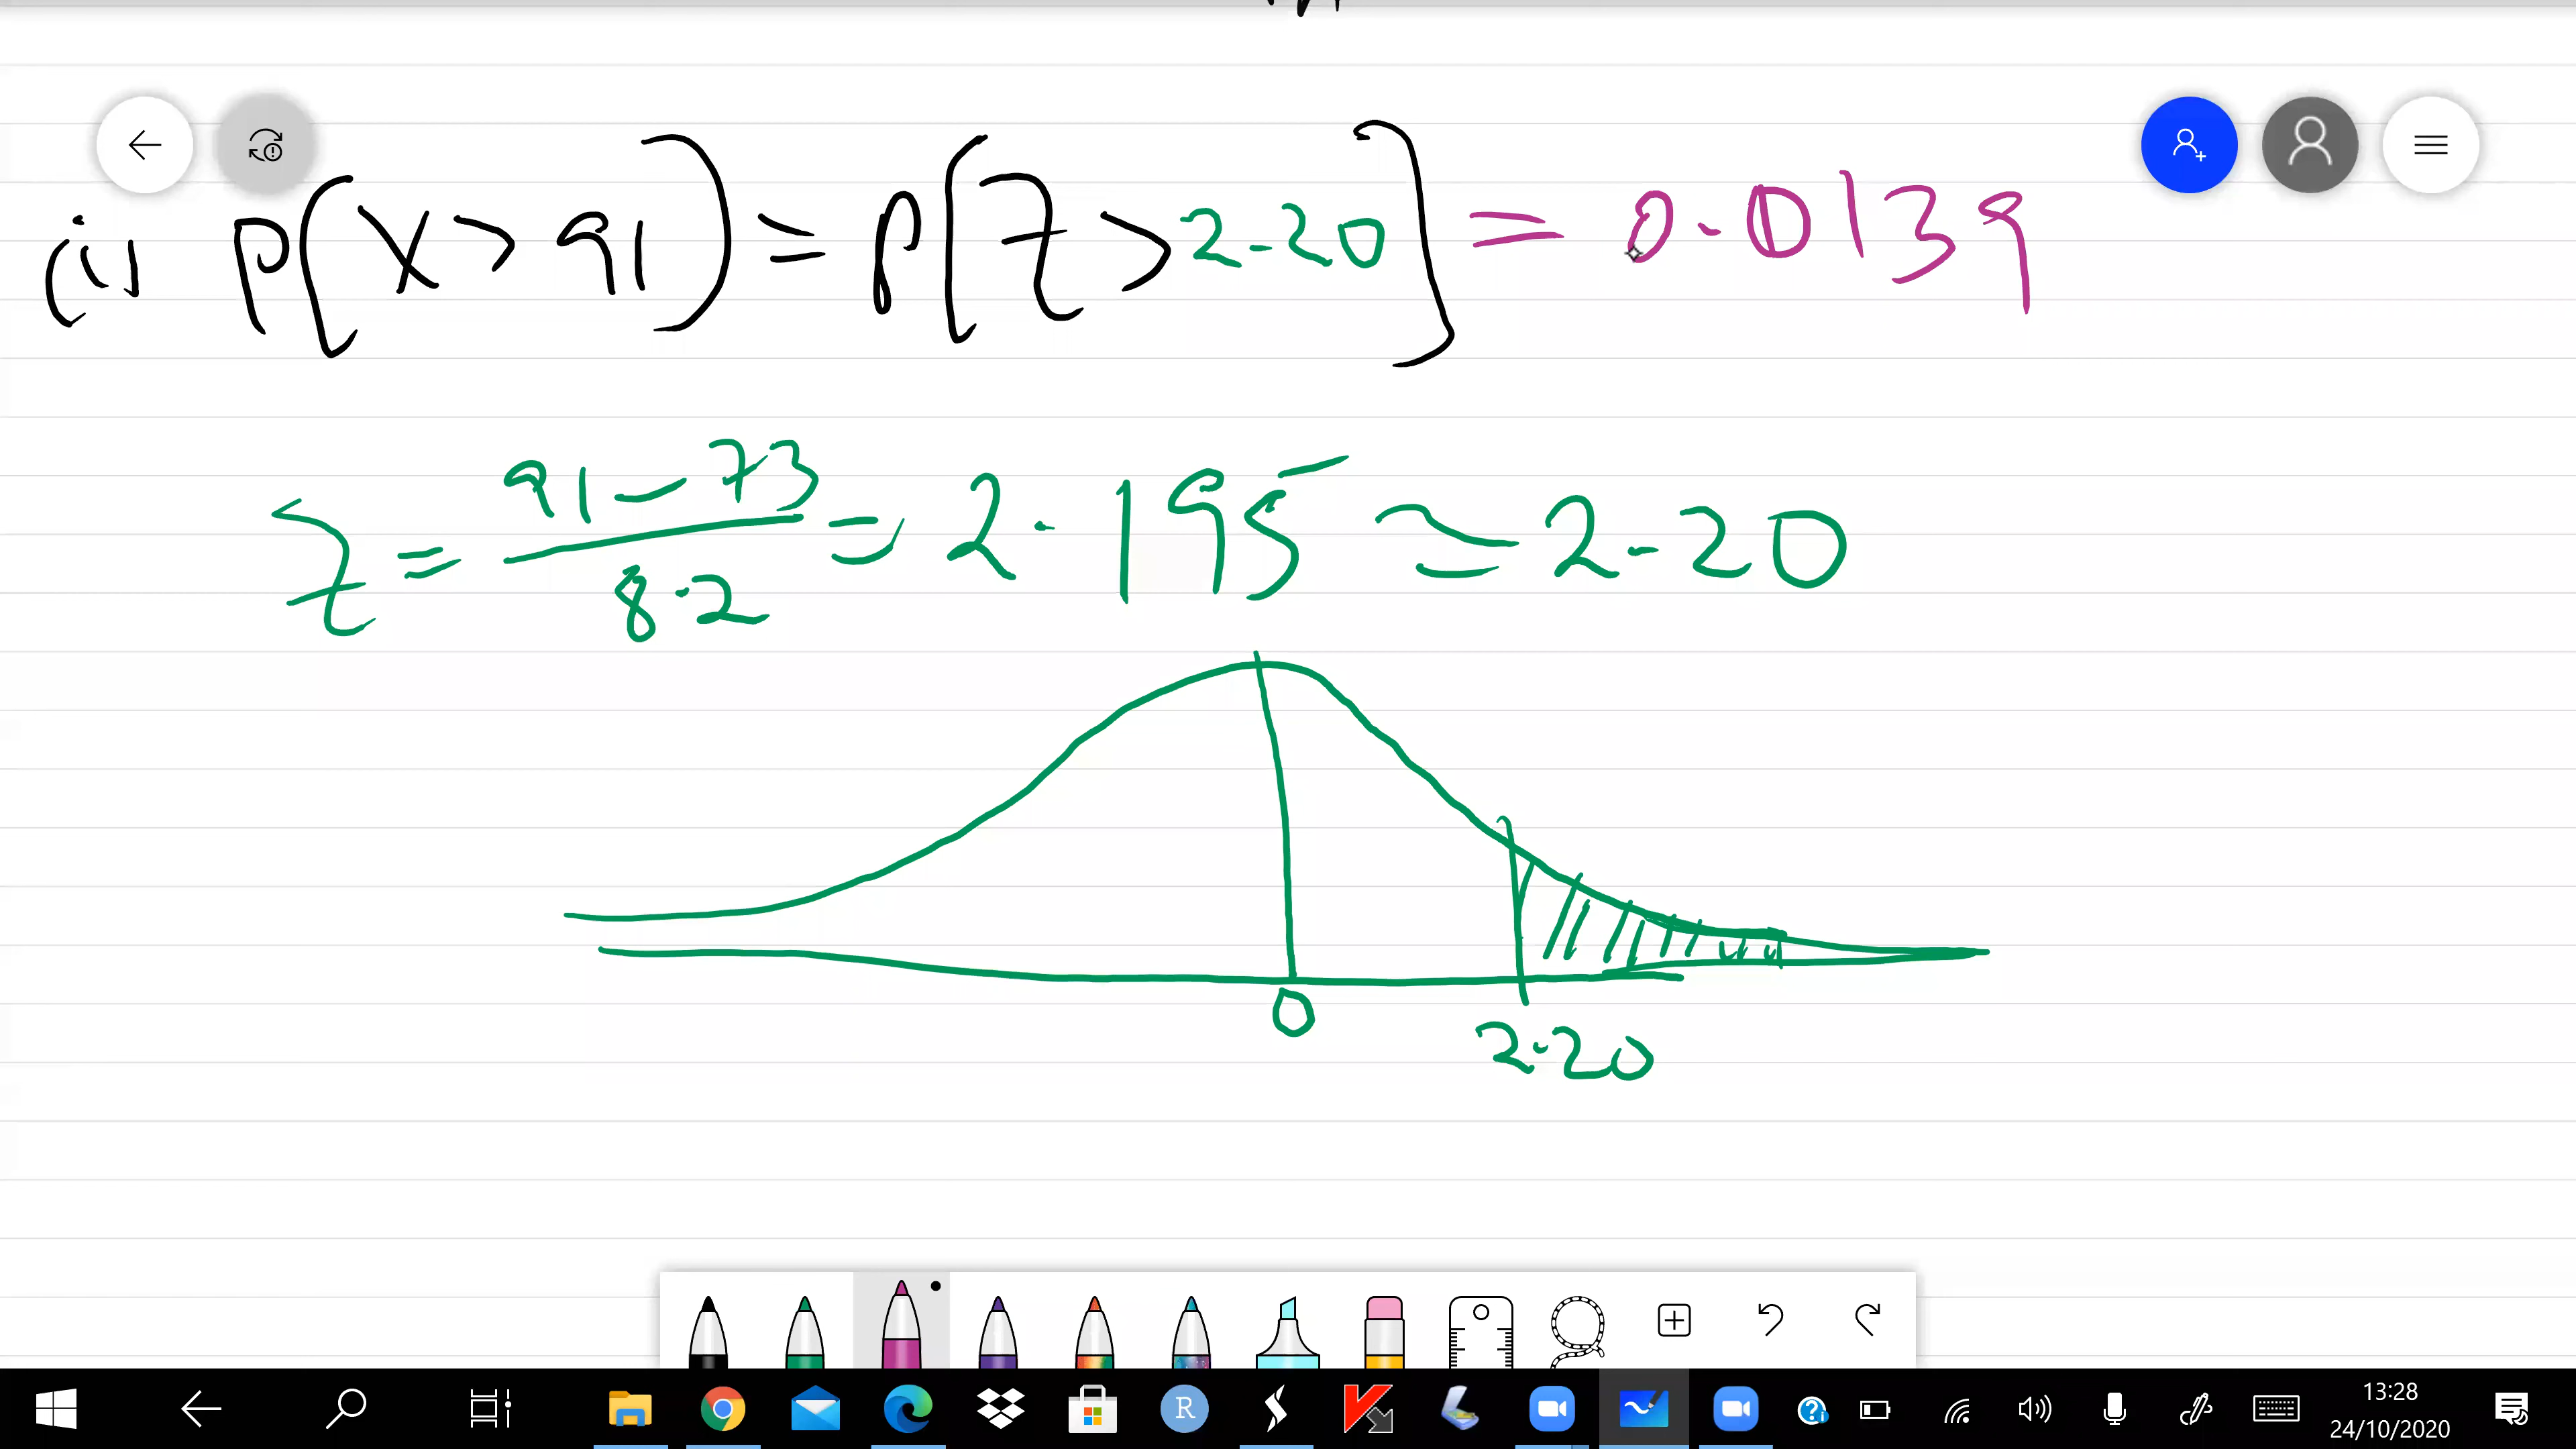 (i) P(X > 91) = P[Z > 2.20] = 0.0139
Z = 91 - 73 / 8.2 = 2.195 ≃ 2.20
0
2.20
R
13:28
24/10/2020